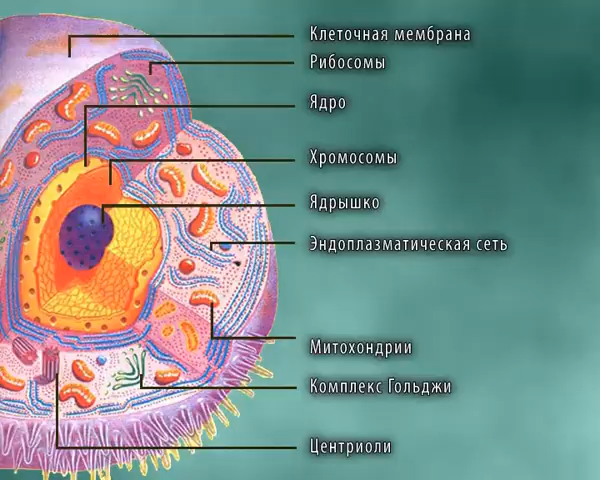 Клеточная мембрана
Рибосомы
Ядро
Хромосомы
Ядрышко
Эндоплазматическая сеть
Митохондрии
Комплекс Гольджи
Центриоли